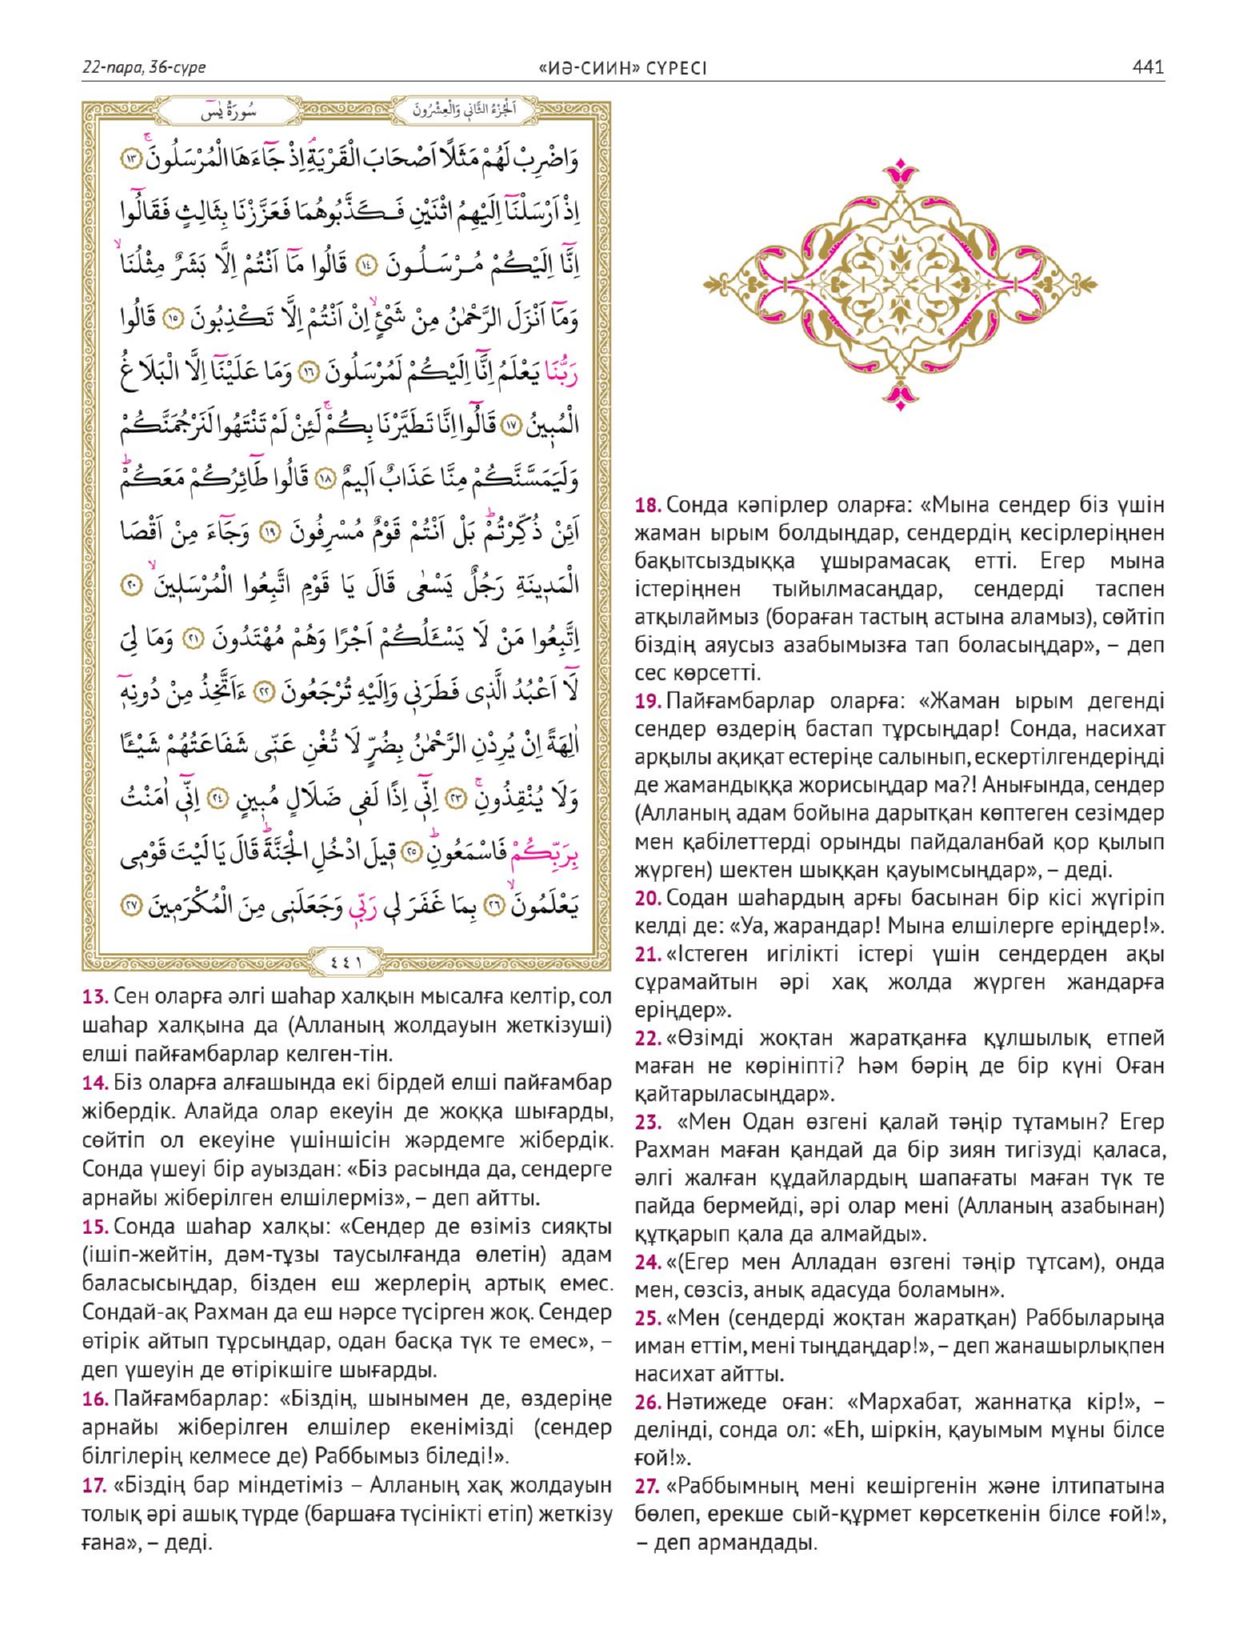 22-пара, 36-сүре
«ИӘ-СИИН» СҮРЕСІ
441
سُورَةُ يٰسٓ
اَلْجُزْءُ الثَّانِي وَالْعِشْرُونَ
وَاضْرِبْ لَهُمْ مَثَلًا اَصْحَابَ الْقَرْيَةِۘ اِذْ جَٓاءَهَا الْمُرْسَلُونَۚ ﴿١٣﴾
اِذْ اَرْسَلْنَٓا اِلَيْهِمُ اثْنَيْنِ فَكَذَّبُوهُمَا فَعَزَّزْنَا بِثَالِثٍ فَقَالُٓوا
اِنَّٓا اِلَيْكُمْ مُرْسَلُونَ ﴿١٤﴾ قَالُوا مَٓا اَنْتُمْ اِلَّا بَشَرٌ مِثْلُنَاۙ
وَمَٓا اَنْزَلَ الرَّحْمٰنُ مِنْ شَيْءٍۙ اِنْ اَنْتُمْ اِلَّا تَكْذِبُونَ ﴿١٥﴾ قَالُوا
رَبُّنَا يَعْلَمُ اِنَّٓا اِلَيْكُمْ لَمُرْسَلُونَ ﴿١٦﴾ وَمَا عَلَيْنَٓا اِلَّا الْبَلَاغُ
الْمُبٖينُ ﴿١٧﴾ قَالُٓوا اِنَّا تَطَيَّرْنَا بِكُمْۚ لَئِنْ لَمْ تَنْتَهُوا لَنَرْجُمَنَّكُمْ
وَلَيَمَسَّنَّكُمْ مِنَّا عَذَابٌ اَلٖيمٌ ﴿١٨﴾ قَالُوا طَٓائِرُكُمْ مَعَكُمْۜ
اَئِنْ ذُكِّرْتُمْۜ بَلْ اَنْتُمْ قَوْمٌ مُسْرِفُونَ ﴿١٩﴾ وَجَٓاءَ مِنْ اَقْصَا
الْمَدٖينَةِ رَجُلٌ يَسْعٰى قَالَ يَا قَوْمِ اتَّبِعُوا الْمُرْسَلٖينَۙ ﴿٢٠﴾
اِتَّبِعُوا مَنْ لَا يَسْـَٔلُكُمْ اَجْرًا وَهُمْ مُهْتَدُونَ ﴿٢١﴾ وَمَا لِيَ
لَٓا اَعْبُدُ الَّذٖى فَطَرَنٖى وَاِلَيْهِ تُرْجَعُونَ ﴿٢٢﴾ ءَاَتَّخِذُ مِنْ دُونِهٖٓ
اٰلِهَةً اِنْ يُرِدْنِ الرَّحْمٰنُ بِضُرٍّ لَا تُغْنِ عَنّٖى شَفَاعَتُهُمْ شَيْـًٔا
وَلَا يُنْقِذُونِۚ ﴿٢٣﴾ اِنّٖٓى اِذًا لَفٖى ضَلَالٍ مُبٖينٍ ﴿٢٤﴾ اِنّٖٓى اٰمَنْتُ
بِرَبِّكُمْ فَاسْمَعُونِۜ ﴿٢٥﴾ قٖيلَ ادْخُلِ الْجَنَّةَۜ قَالَ يَا لَيْتَ قَوْمٖى
يَعْلَمُونَۙ ﴿٢٦﴾ بِمَا غَفَرَ لٖى رَبّٖى وَجَعَلَنٖى مِنَ الْمُكْرَمٖينَ ﴿٢٧﴾
٤٤١
13. Сен оларға әлгі шаһар халқын мысалға келтір, сол
шаһар халқына да (Алланың жолдауын жеткізуші)
елші пайғамбарлар келген-тін.
14. Біз оларға алғашында екі бірдей елші пайғамбар
жібердік. Алайда олар екеуін де жоққа шығарды,
сөйтіп ол екеуіне үшіншісін жәрдемге жібердік.
Сонда үшеуі бір ауыздан: «Біз расында да, сендерге
арнайы жіберілген елшілерміз», – деп айтты.
15. Сонда шаһар халқы: «Сендер де өзіміз сияқты
(ішіп-жейтін, дәм-тұзы таусылғанда өлетін) адам
баласысыңдар, бізден еш жерлерің артық емес.
Сондай-ақ Рахман да еш нәрсе түсірген жоқ. Сендер
өтірік айтып тұрсыңдар, одан басқа түк те емес», –
деп үшеуін де өтірікшіге шығарды.
16. Пайғамбарлар: «Біздің, шынымен де, өздеріңе
арнайы жіберілген елшілер екенімізді (сендер
білгілерің келмесе де) Раббымыз біледі!».
17. «Біздің бар міндетіміз – Алланың хақ жолдауын
толық әрі ашық түрде (баршаға түсінікті етіп) жеткізу
ғана», – деді.
18. Сонда кәпірлер оларға: «Мына сендер біз үшін
жаман ырым болдыңдар, сендердің кесірлеріңнен
бақытсыздыққа ұшырамасақ етті. Егер мына
істеріңнен тыйылмасаңдар, сендерді таспен
атқылаймыз (бораған тастың астына аламыз), сөйтіп
біздің аяусыз азабымызға тап боласыңдар», – деп
сес көрсетті.
19. Пайғамбарлар оларға: «Жаман ырым дегенді
сендер өздерің бастап тұрсыңдар! Сонда, насихат
арқылы ақиқат естеріңе салынып, ескертілгендеріңді
де жамандыққа жорисыңдар ма?! Анығында, сендер
(Алланың адам бойына дарытқан көптеген сезімдер
мен қабілеттерді орынды пайдаланбай қор қылып
жүрген) шектен шыққан қауымсыңдар», – деді.
20. Содан шаһардың арғы басынан бір кісі жүгіріп
келді де: «Уа, жарандар! Мына елшілерге еріңдер!».
21. «Істеген игілікті істері үшін сендерден ақы
сұрамайтын әрі хақ жолда жүрген жандарға
еріңдер».
22. «Өзімді жоқтан жаратқанға құлшылық етпей
маған не көрініпті? Һәм бәрің де бір күні Оған
қайтарыласыңдар».
23. «Мен Одан өзгені қалай тәңір тұтамын? Егер
Рахман маған қандай да бір зиян тигізуді қаласа,
әлгі жалған құдайлардың шапағаты маған түк те
пайда бермейді, әрі олар мені (Алланың азабынан)
құтқарып қала да алмайды».
24. «(Егер мен Алладан өзгені тәңір тұтсам), онда
мен, сөзсіз, анық адасуда боламын».
25. «Мен (сендерді жоқтан жаратқан) Раббыларыңа
иман еттім, мені тыңдаңдар!», – деп жанашырлықпен
насихат айтты.
26. Нәтижеде оған: «Мархабат, жаннатқа кір!», –
делінді, сонда ол: «Еһ, шіркін, қауымым мұны білсе
ғой!».
27. «Раббымның мені кешіргенін және ілтипатына
бөлеп, ерекше сый-құрмет көрсеткенін білсе ғой!»,
– деп армандады.